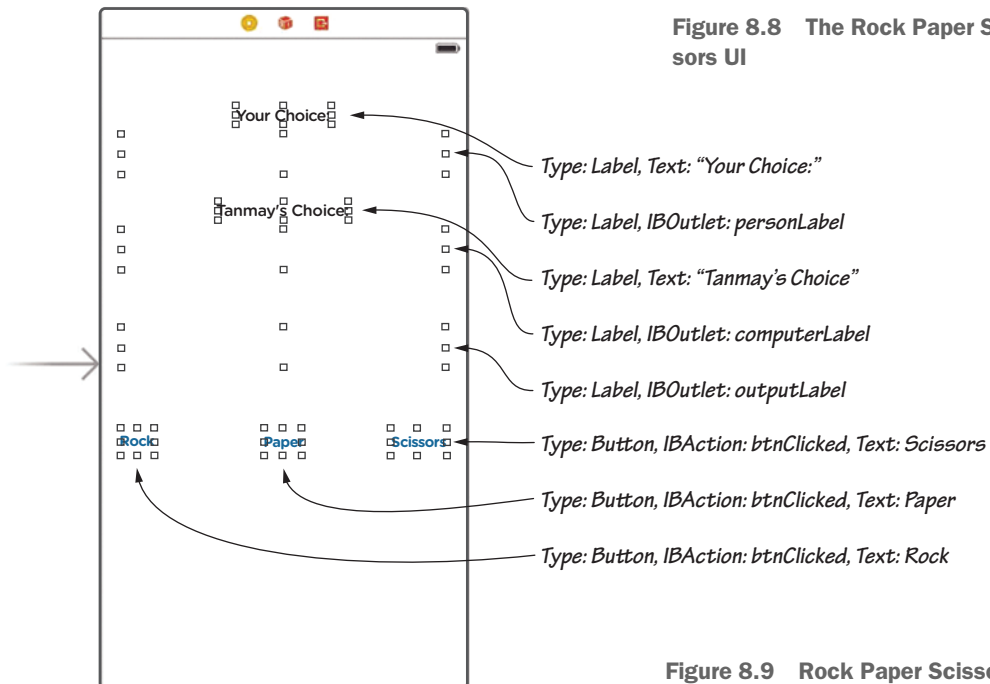 Figure 8.8 The Rock Paper S
sors UI
Your Choice:
Type: Label, Text: “Your Choice:”
Type: Label, IBOutlet: personLabel
Tanmay's Choice:
Type: Label, Text: “Tanmay’s Choice”
Type: Label, IBOutlet: computerLabel
Type: Label, IBOutlet: outputLabel
Rock Paper Scissors
Type: Button, IBAction: btnClicked, Text: Scissors
Type: Button, IBAction: btnClicked, Text: Paper
Type: Button, IBAction: btnClicked, Text: Rock
Figure 8.9 Rock Paper Scisso